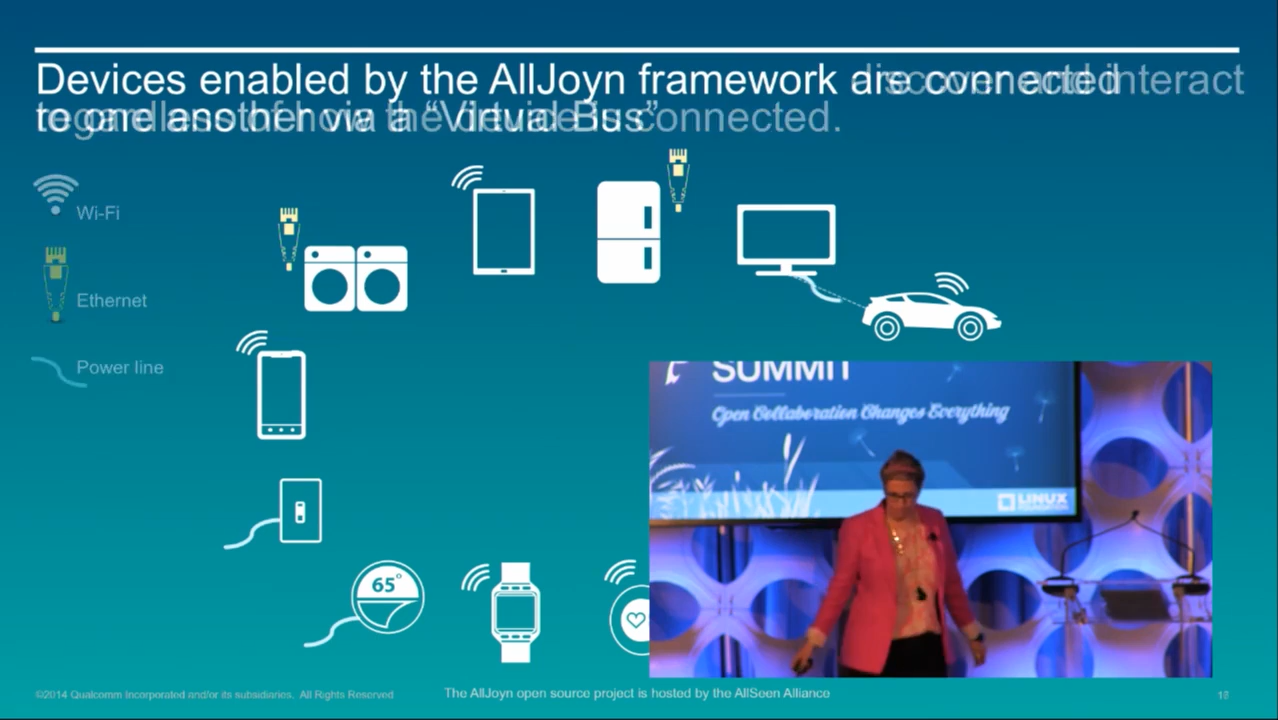 Devices enabled by the AllJoyn framework are connected
to one another via a “Virtual Bus”
Wi-Fi
Ethernet
Power line
65°
SUMMIT
Open Collaboration Changes Everything
LINUX
©2014 Qualcomm Incorporated and/or its subsidiaries. All Rights Reserved
The AllJoyn open source project is hosted by the AllSeen Alliance